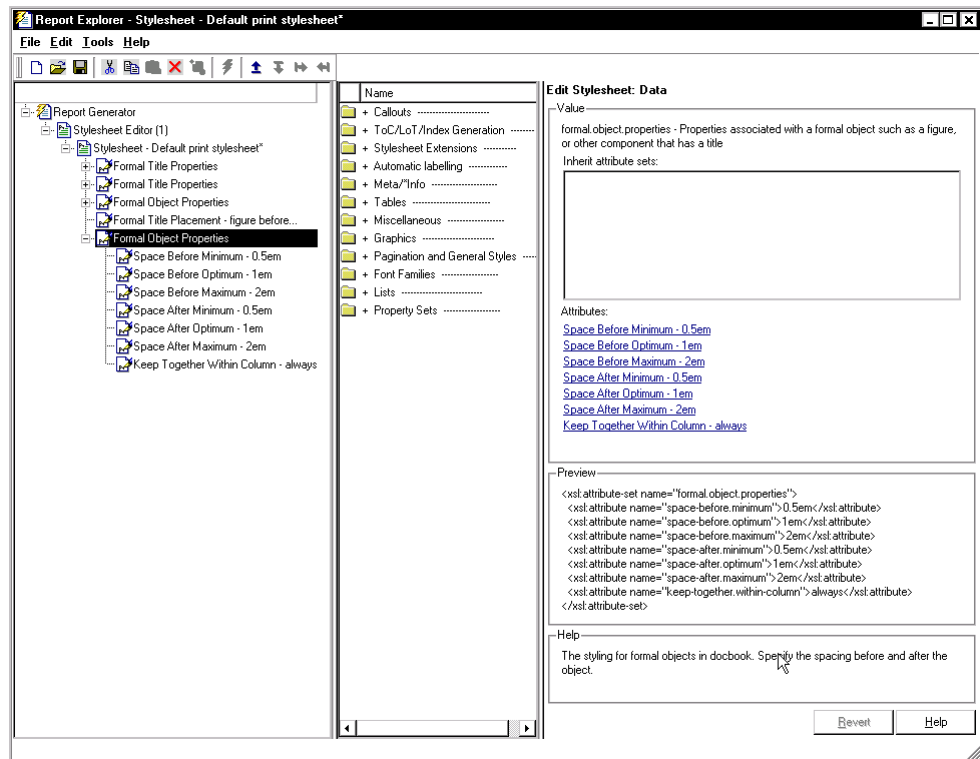 Report Explorer - Stylesheet - Default print stylesheet*
File Edit Tools Help
Report Generator
Stylesheet Editor (1)
Stylesheet - Default print stylesheet*
Formal Title Properties
Formal Title Properties
Formal Object Properties
Formal Title Placement - figure before...
Formal Object Properties
Space Before Minimum - 0.5em
Space Before Optimum - 1em
Space Before Maximum - 2em
Space After Minimum - 0.5em
Space After Optimum - 1em
Space After Maximum - 2em
Keep Together Within Column - always
Name
+ Callouts ----------------------
+ ToC/LoT/Index Generation -------
+ Stylesheet Extensions ----------
+ Automatic labelling ----------------
+ Meta/*Info --------------------
+ Tables -----------------------
+ Miscellaneous ------------------
+ Graphics ----------------------
+ Pagination and General Styles ----
+ Font Families -----------------
+ Lists -------------------------
+ Property Sets -----------------
Edit Stylesheet: Data
Value
formal.object.properties - Properties associated with a formal object such as a figure,
or other component that has a title
Inherit attribute sets:
Attributes:
Space Before Minimum - 0.5em
Space Before Optimum - 1em
Space Before Maximum - 2em
Space After Minimum - 0.5em
Space After Optimum - 1em
Space After Maximum - 2em
Keep Together Within Column - always
Preview
<xsl:attribute-set name="formal.object.properties">
<xsl:attribute name="space-before.minimum">0.5em</xsl:attribute>
<xsl:attribute name="space-before.optimum">1em</xsl:attribute>
<xsl:attribute name="space-before.maximum">2em</xsl:attribute>
<xsl:attribute name="space-after.minimum">0.5em</xsl:attribute>
<xsl:attribute name="space-after.optimum">1em</xsl:attribute>
<xsl:attribute name="space-after.maximum">2em</xsl:attribute>
<xsl:attribute name="keep-together.within-column">always</xsl:attribute>
</xsl:attribute-set>
Help
The styling for formal objects in docbook. Specify the spacing before and after the
object.
Revert Help